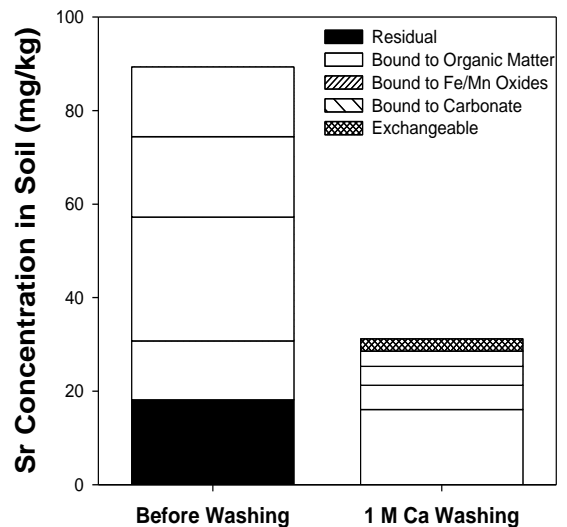 Sr Concentration in Soil (mg/kg)
100
80
60
40
20
0
Residual
Bound to Organic Matter
Bound to Fe/Mn Oxides
Bound to Carbonate
Exchangeable
Before Washing
1 M Ca Washing